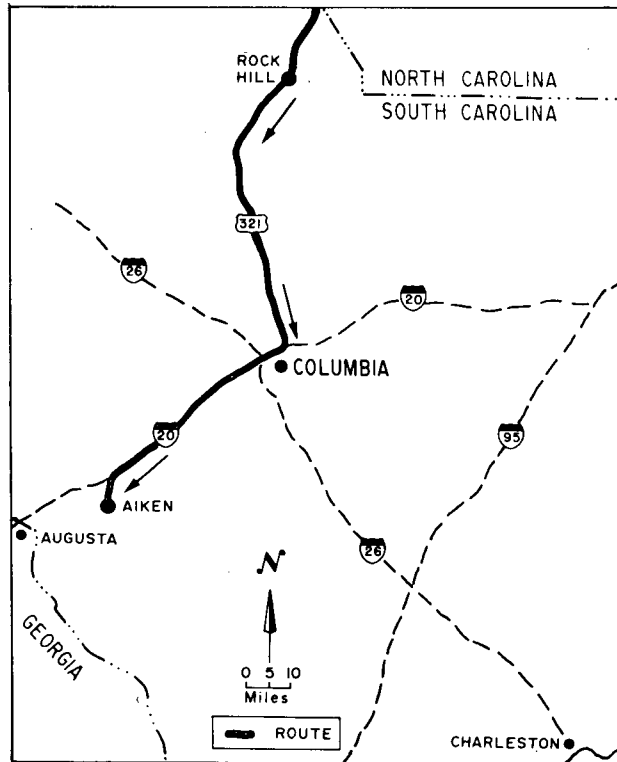 ROCK
HILL
NORTH CAROLINA
SOUTH CAROLINA
321
26
20
COLUMBIA
20
95
AIKEN
AUGUSTA
26
N
GEORGIA
0 5 10
Miles
ROUTE
CHARLESTON